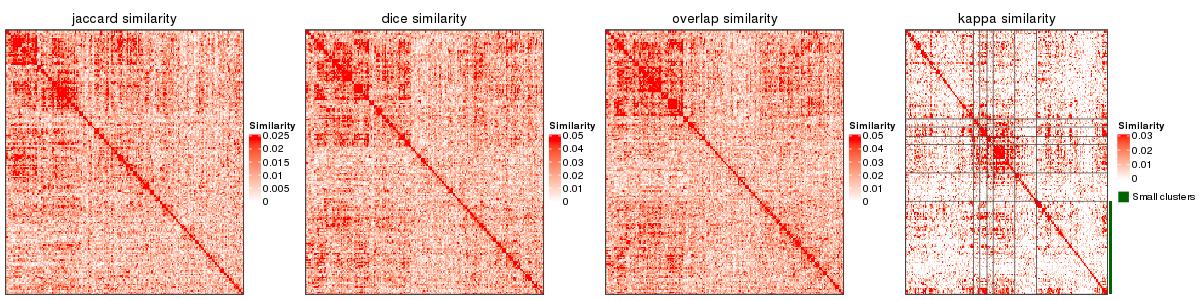 jaccard similarity
Similarity
0.025
0.02
0.015
0.01
0.005
0
dice similarity
Similarity
0.05
0.04
0.03
0.02
0.01
0
overlap similarity
Similarity
0.05
0.04
0.03
0.02
0.01
0
kappa similarity
Similarity
0.03
0.02
0.01
0
Small clusters